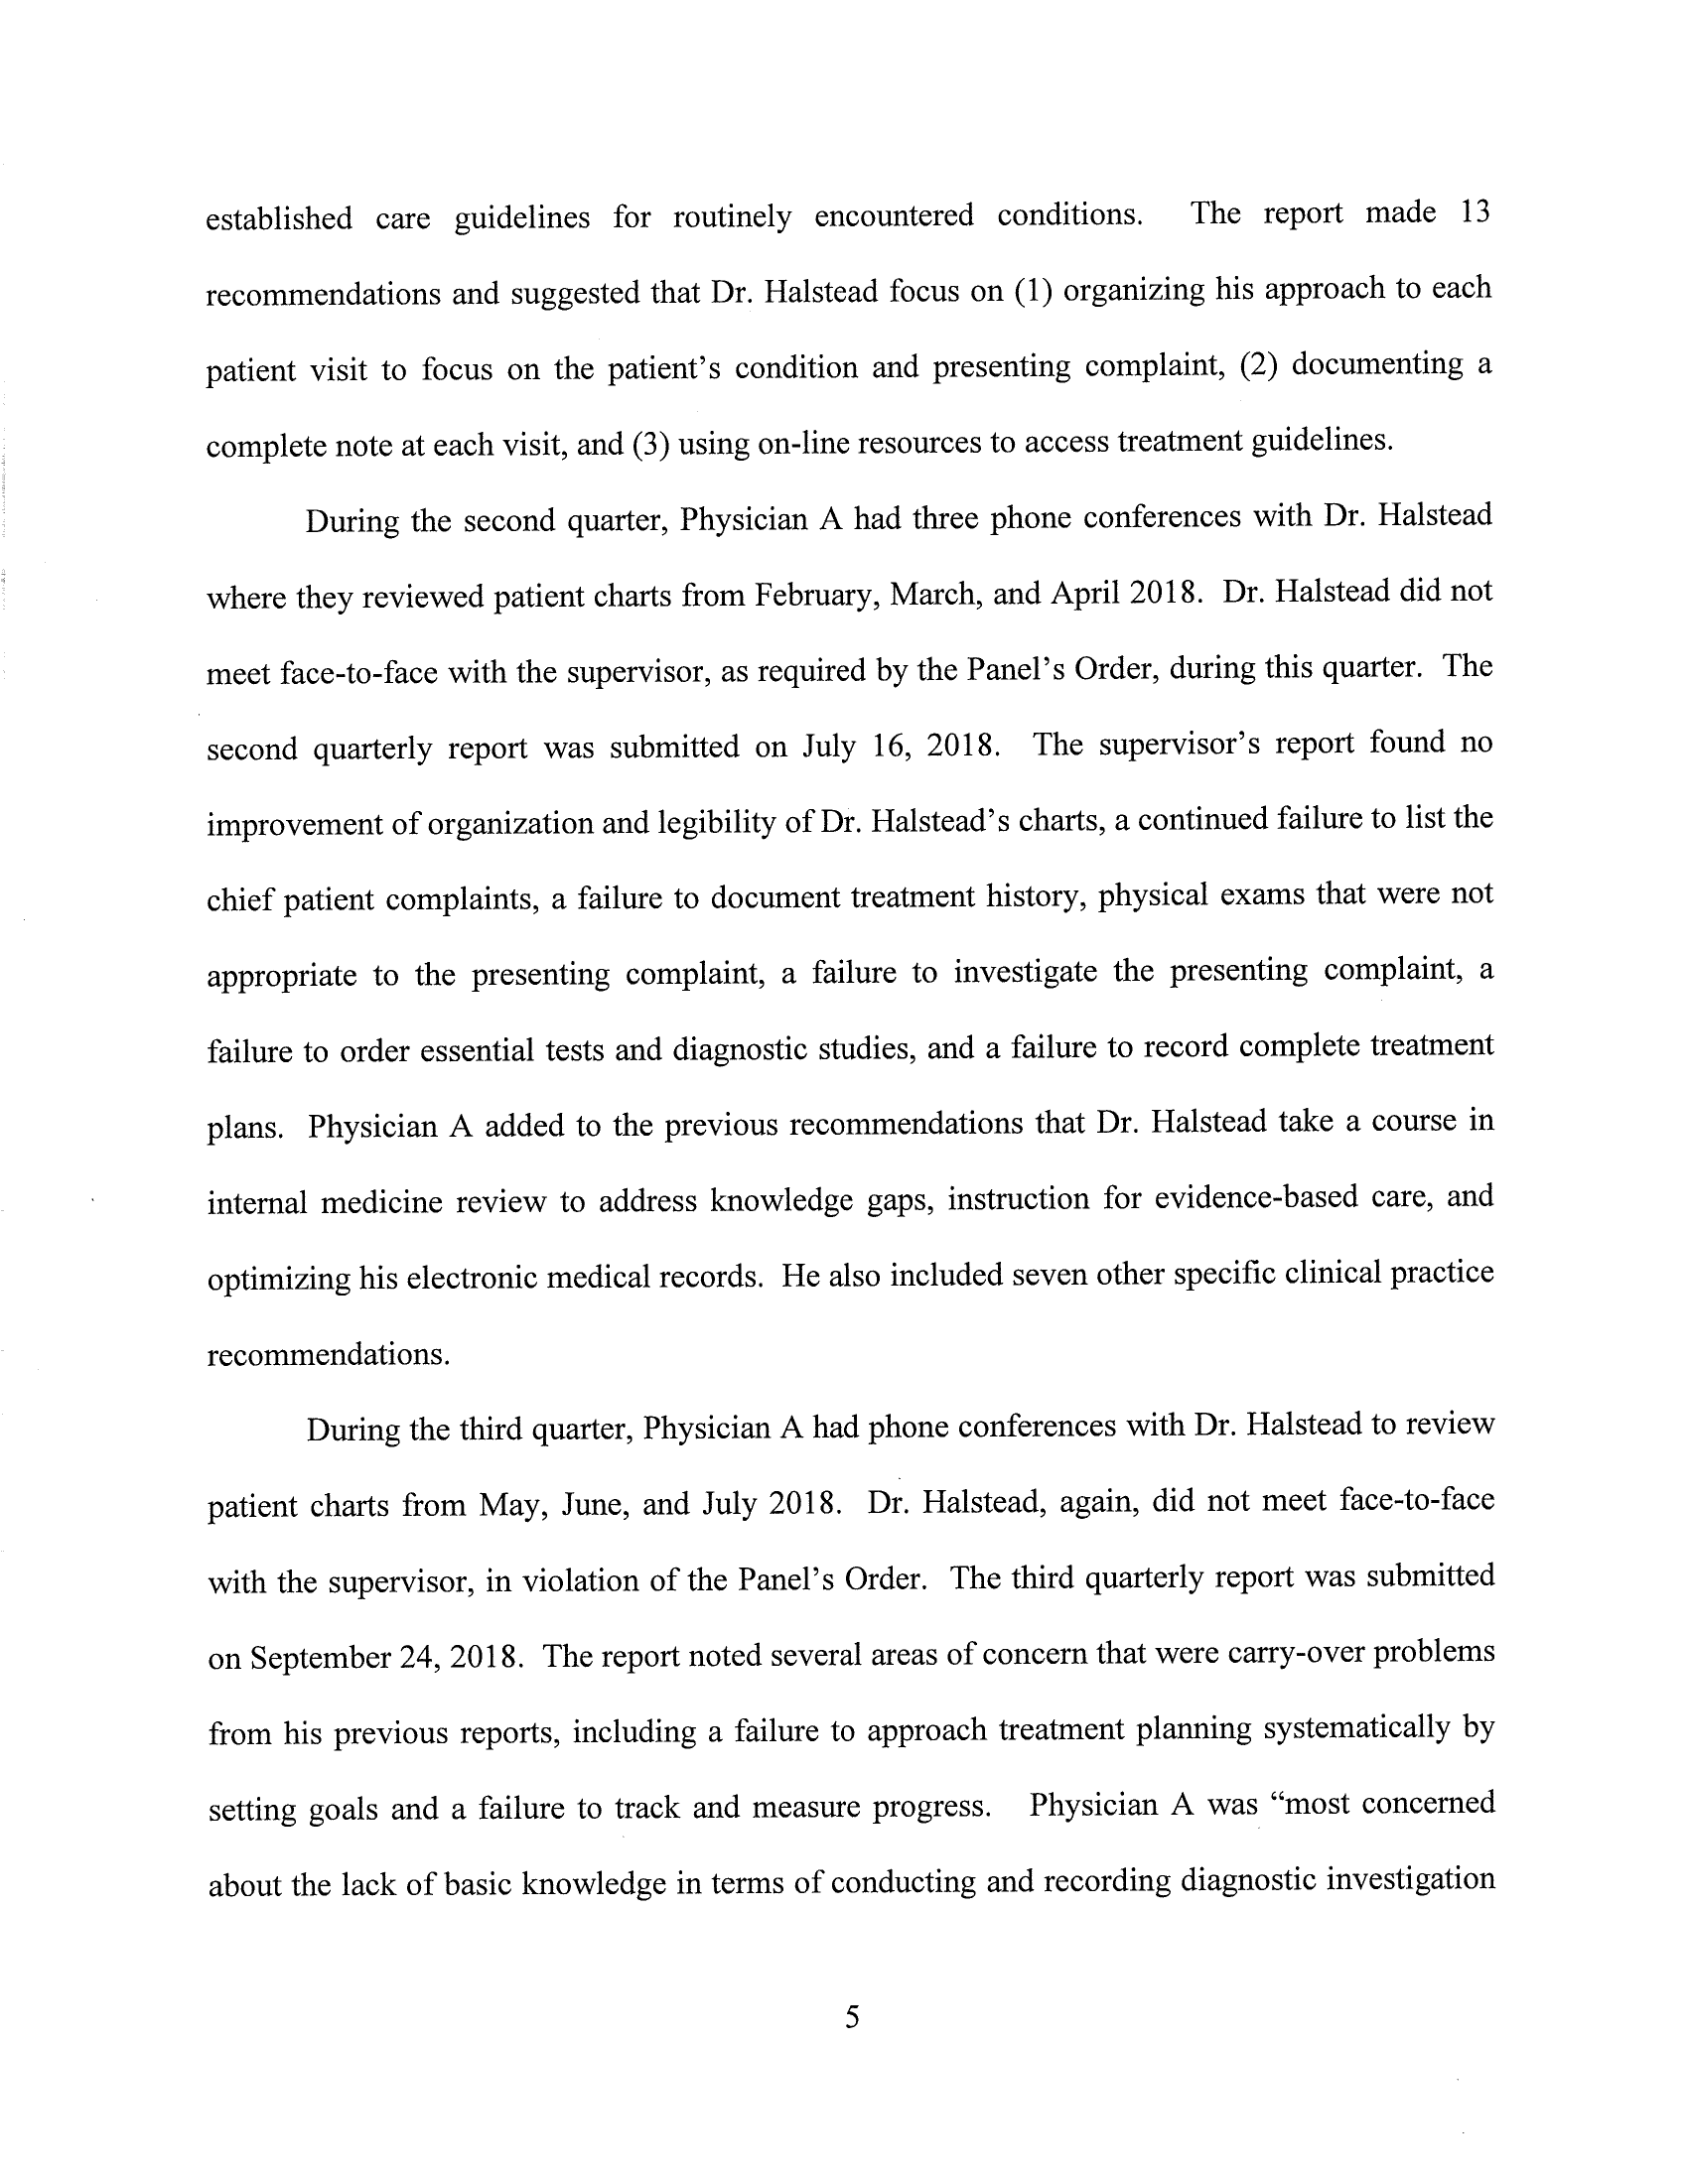 established care guidelines for routinely encountered conditions. The report made 13
recommendations and suggested that Dr. Halstead focus on (1) organizing his approach to each
patient visit to focus on the patient’s condition and presenting complaint, (2) documenting a
complete note at each visit, and (3) using on-line resources to access treatment guidelines.
During the second quarter, Physician A had three phone conferences with Dr. Halstead
where they reviewed patient charts from February, March, and April 2018. Dr. Halstead did not
meet face-to-face with the supervisor, as required by the Panel’s Order, during this quarter. The
second quarterly report was submitted on July 16, 2018. The supervisor’s report found no
improvement of organization and legibility of Dr. Halstead’s charts, a continued failure to list the
chief patient complaints, a failure to document treatment history, physical exams that were not
appropriate to the presenting complaint, a failure to investigate the presenting complaint, a
failure to order essential tests and diagnostic studies, and a failure to record complete treatment
plans. Physician A added to the previous recommendations that Dr. Halstead take a course in
internal medicine review to address knowledge gaps, instruction for evidence-based care, and
optimizing his electronic medical records. He also included seven other specific clinical practice
recommendations.
During the third quarter, Physician A had phone conferences with Dr. Halstead to review
patient charts from May, June, and July 2018. Dr. Halstead, again, did not meet face-to-face
with the supervisor, in violation of the Panel’s Order. The third quarterly report was submitted
on September 24, 2018. The report noted several areas of concern that were carry-over problems
from his previous reports, including a failure to approach treatment planning systematically by
setting goals and a failure to track and measure progress. Physician A was “most concerned
about the lack of basic knowledge in terms of conducting and recording diagnostic investigation
5